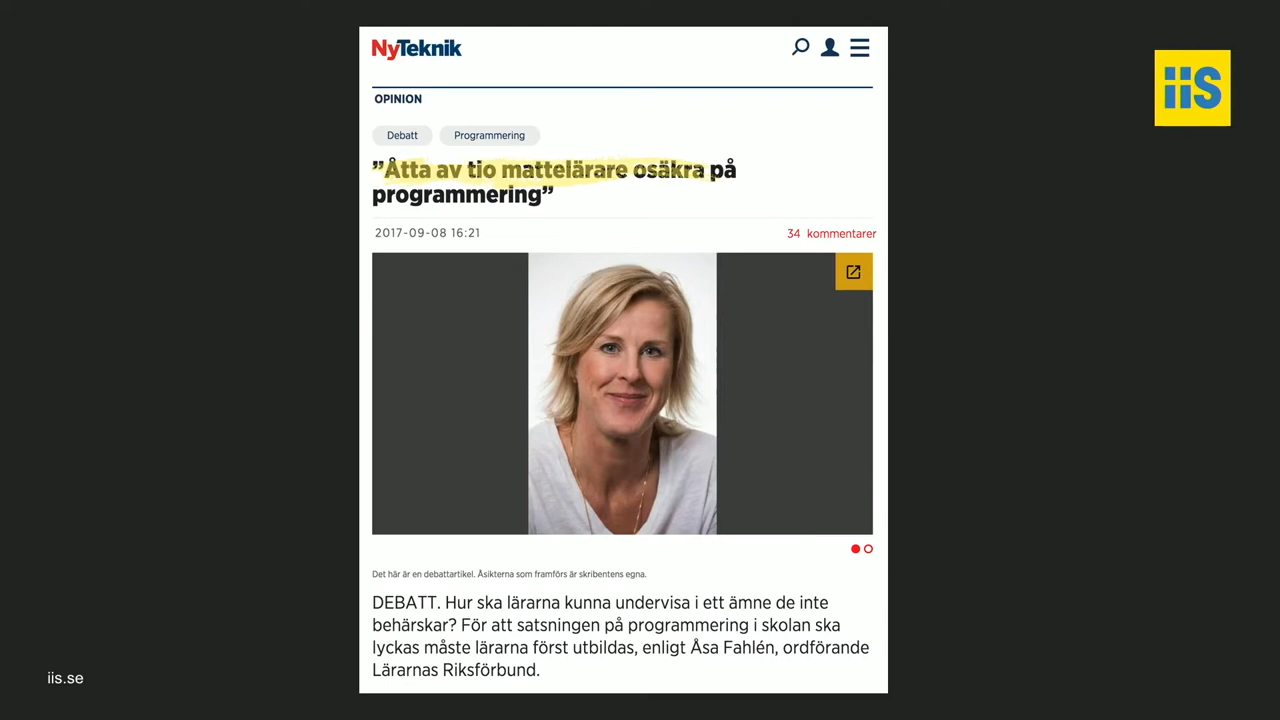 NyTeknik
iiS
OPINION
Debatt
Programmering
”Åtta av tio mattelärare osäkra på
programmering”
2017-09-08 16:21
34 kommentarer
Det här är en debattartikel. Åsikterna som framförs är skribentens egna.
DEBATT. Hur ska lärarna kunna undervisa i ett ämne de inte
behärskar? För att satsningen på programmering i skolan ska
lyckas måste lärarna först utbildas, enligt Åsa Fahlén, ordförande
Lärarnas Riksförbund.
iis.se